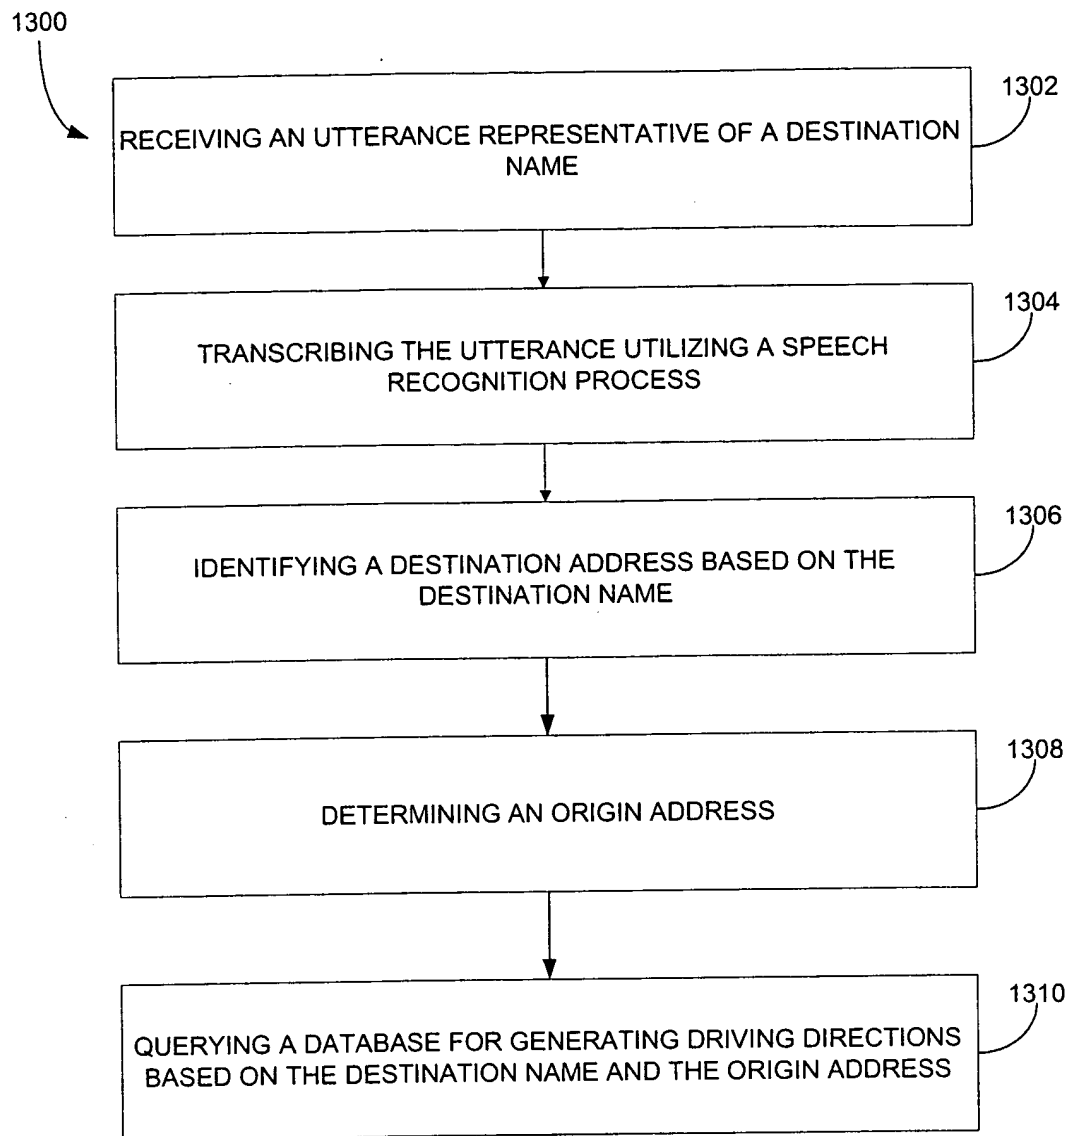 1300
1302
RECEIVING AN UTTERANCE REPRESENTATIVE OF A DESTINATION
NAME
1304
TRANSCRIBING THE UTTERANCE UTILIZING A SPEECH
RECOGNITION PROCESS
1306
IDENTIFYING A DESTINATION ADDRESS BASED ON THE
DESTINATION NAME
1308
DETERMINING AN ORIGIN ADDRESS
1310
QUERYING A DATABASE FOR GENERATING DRIVING DIRECTIONS
BASED ON THE DESTINATION NAME AND THE ORIGIN ADDRESS